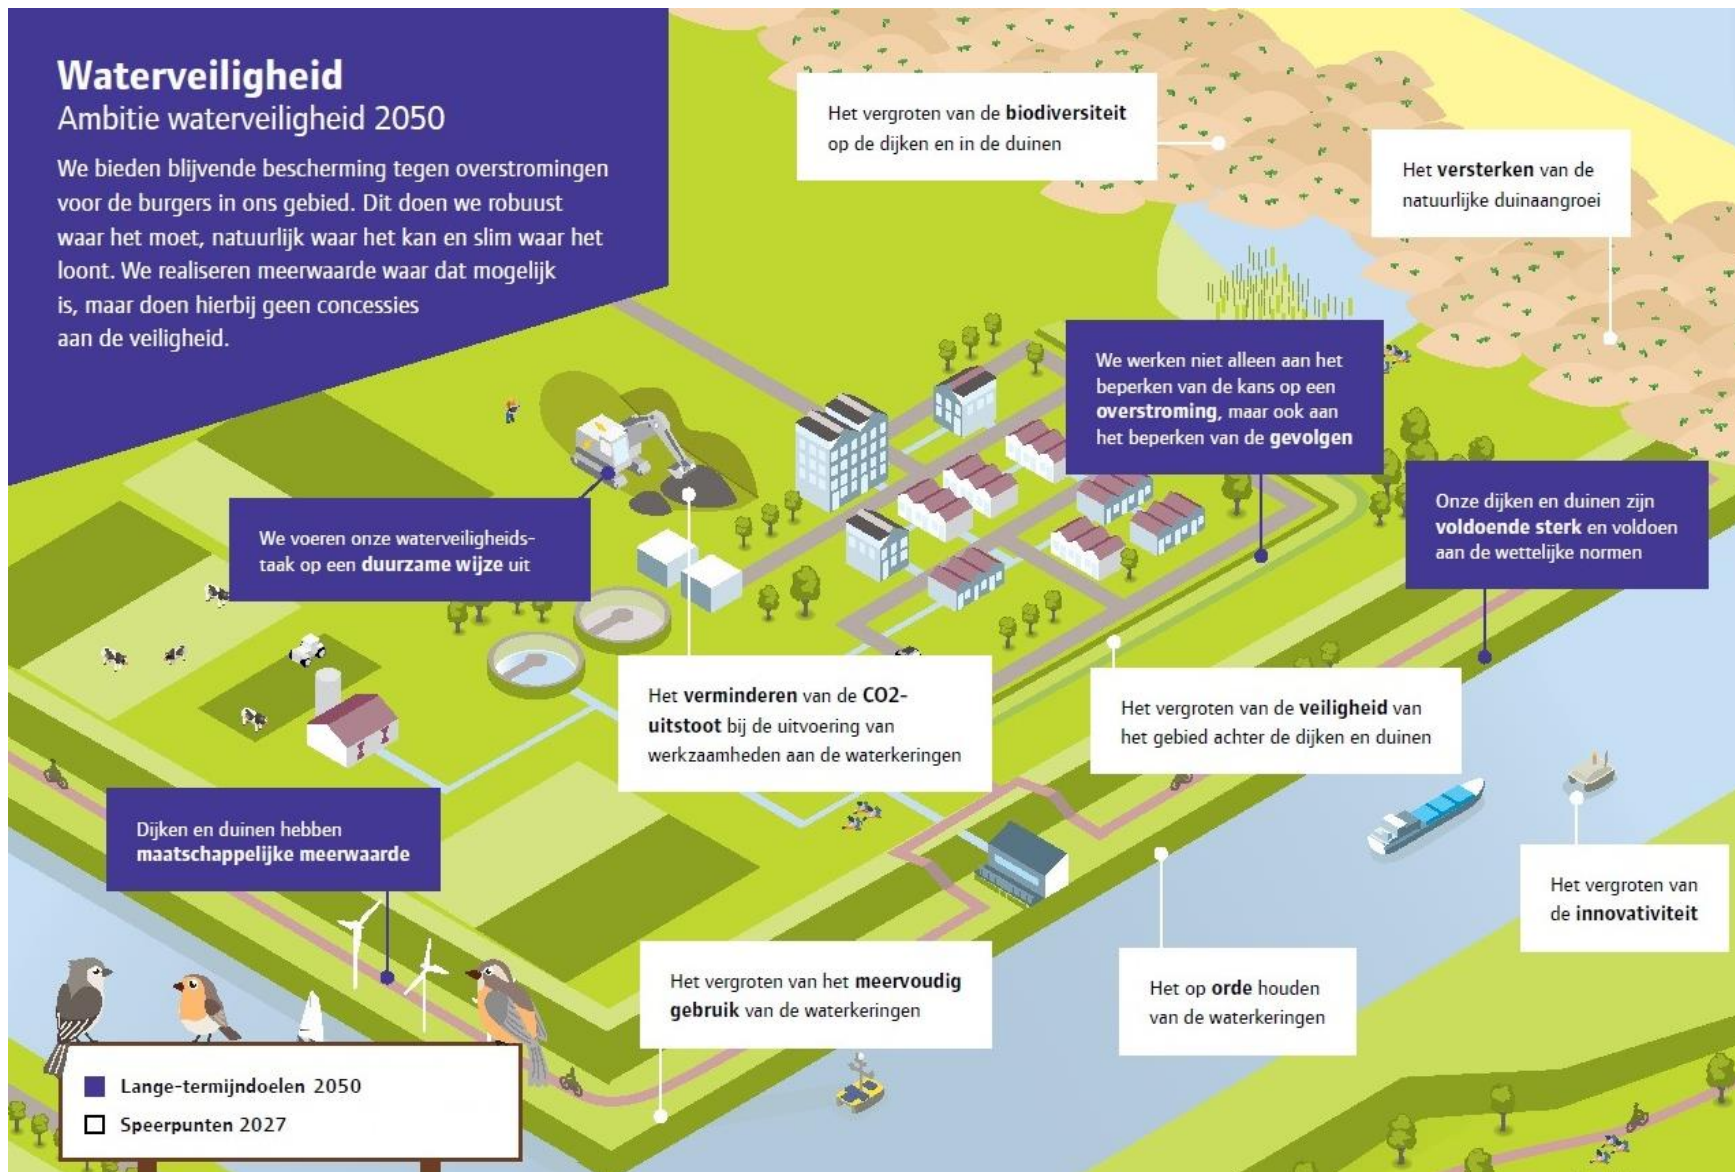 Waterveiligheid
Ambitie waterveiligheid 2050
We bieden blijvende bescherming tegen overstromingen
voor de burgers in ons gebied. Dit doen we robuust
waar het moet, natuurlijk waar het kan en slim waar het
loont. We realiseren meerwaarde waar dat mogelijk
is, maar doen hierbij geen concessies
aan de veiligheid.
Het vergroten van de biodiversiteit
op de dijken en in de duinen
Het versterken van de
natuurlijke duinaangroei
We werken niet alleen aan het
beperken van de kans op een
overstroming, maar ook aan
het beperken van de gevolgen
Onze dijken en duinen zijn
voldoende sterk en voldoen
aan de wettelijke normen
We voeren onze waterveiligheids-
taak op een duurzame wijze uit
Het verminderen van de CO2-
uitstoot bij de uitvoering van
werkzaamheden aan de waterkeringen
Het vergroten van de veiligheid van
het gebied achter de dijken en duinen
Dijken en duinen hebben
maatschappelijke meerwaarde
Het vergroten van
de innovativiteit
Het vergroten van het meervoudig
gebruik van de waterkeringen
Het op orde houden
van de waterkeringen
Lange-termijndoelen 2050
Speerpunten 2027